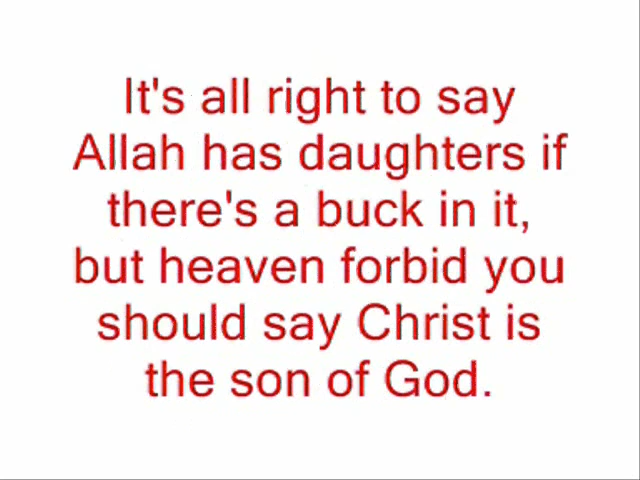 It's all right to say
Allah has daughters if
there's a buck in it,
but heaven forbid you
should say Christ is
the son of God.